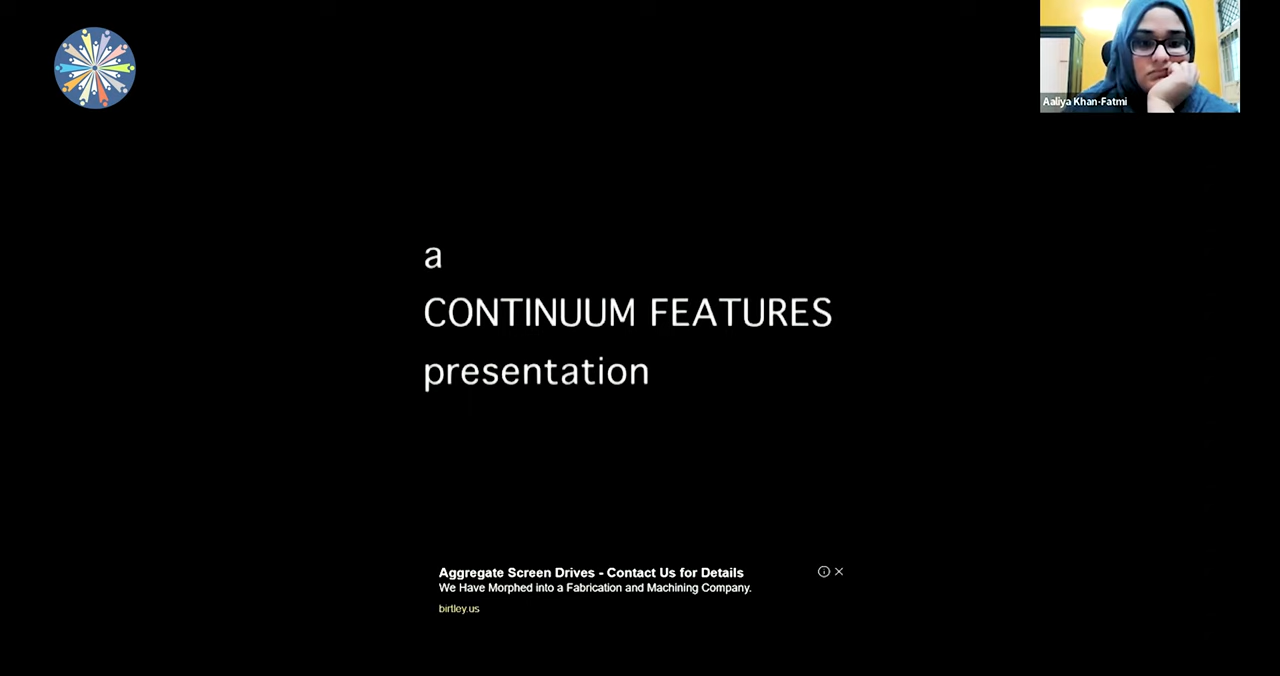 Aaliya Khan-Fatmi
a
CONTINUUM FEATURES
presentation
Aggregate Screen Drives - Contact Us for Details
We Have Morphed into a Fabrication and Machining Company.
birtley.us